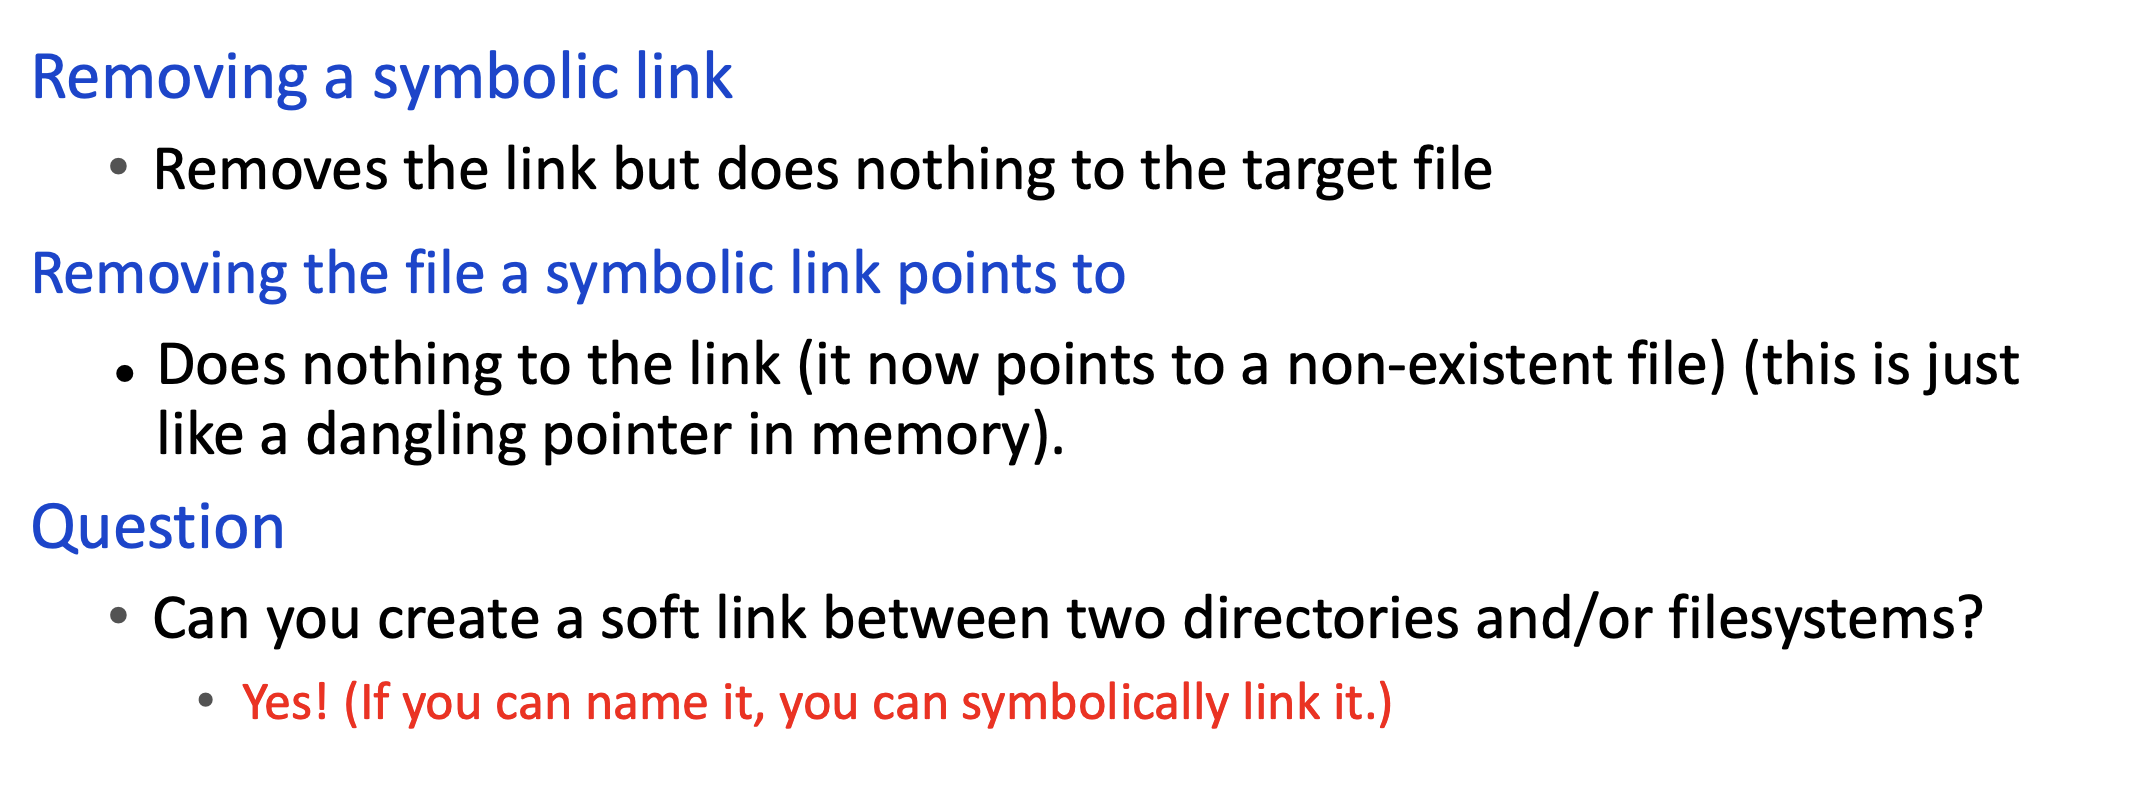 Removing a symbolic link
• Removes the link but does nothing to the target file
Removing the file a symbolic link points to
• Does nothing to the link (it now points to a non-existent file) (this is just
like a dangling pointer in memory).
Question
• Can you create a soft link between two directories and/or filesystems?
• Yes! (If you can name it, you can symbolically link it.)